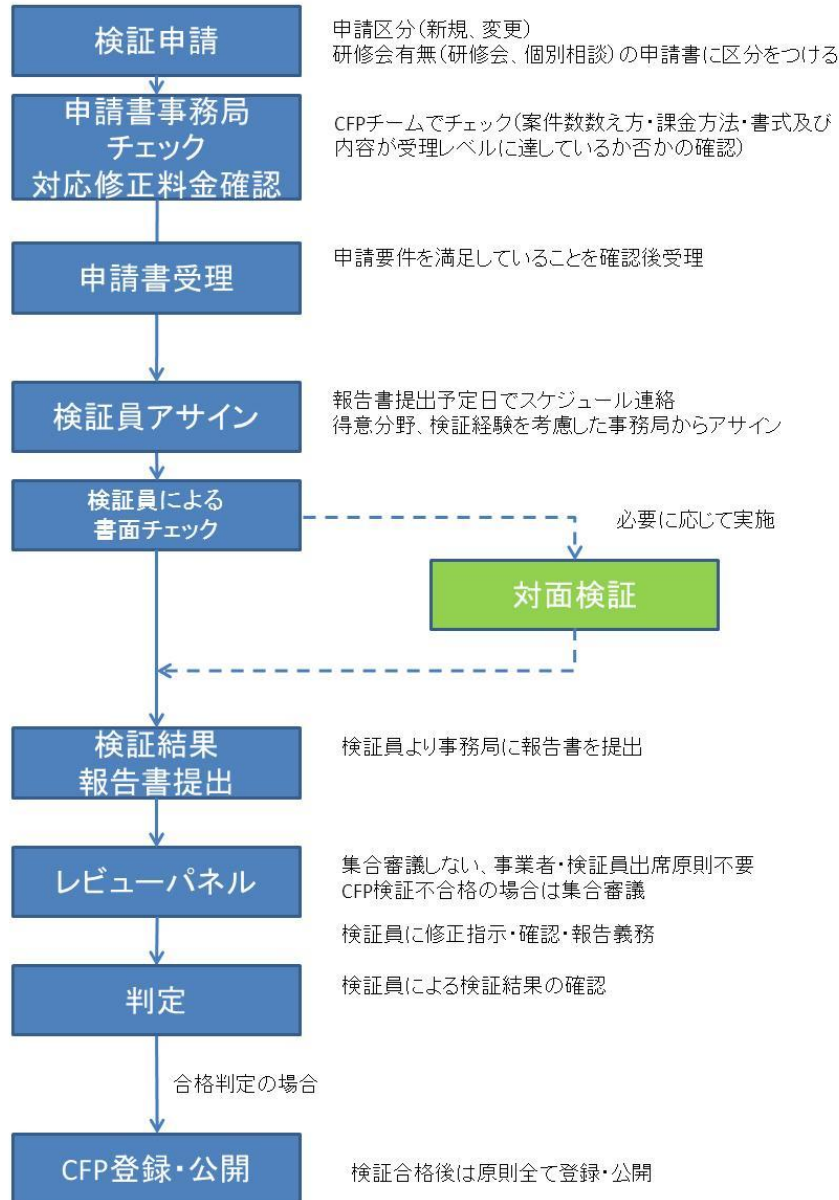 検証申請
申請区分(新規、変更)
研修会有無(研修会、個別相談)の申請書に区分をつける
申請書事務局
チェック
対応修正料金確認
CFPチームでチェック(案件数数え方・課金方法・書式及び
内容が受理レベルに達しているか否かの確認)
申請書受理
申請要件を満足していることを確認後受理
検証員アサイン
報告書提出予定日でスケジュール連絡
得意分野、検証経験を考慮した事務局からアサイン
検証員による
書面チェック
必要に応じて実施
対面検証
検証結果
報告書提出
検証員より事務局に報告書を提出
レビューパネル
集合審議しない、事業者・検証員出席原則不要
CFP検証不合格の場合は集合審議
検証員に修正指示・確認・報告義務
判定
検証員による検証結果の確認
合格判定の場合
CFP登録・公開
検証合格後は原則全て登録・公開